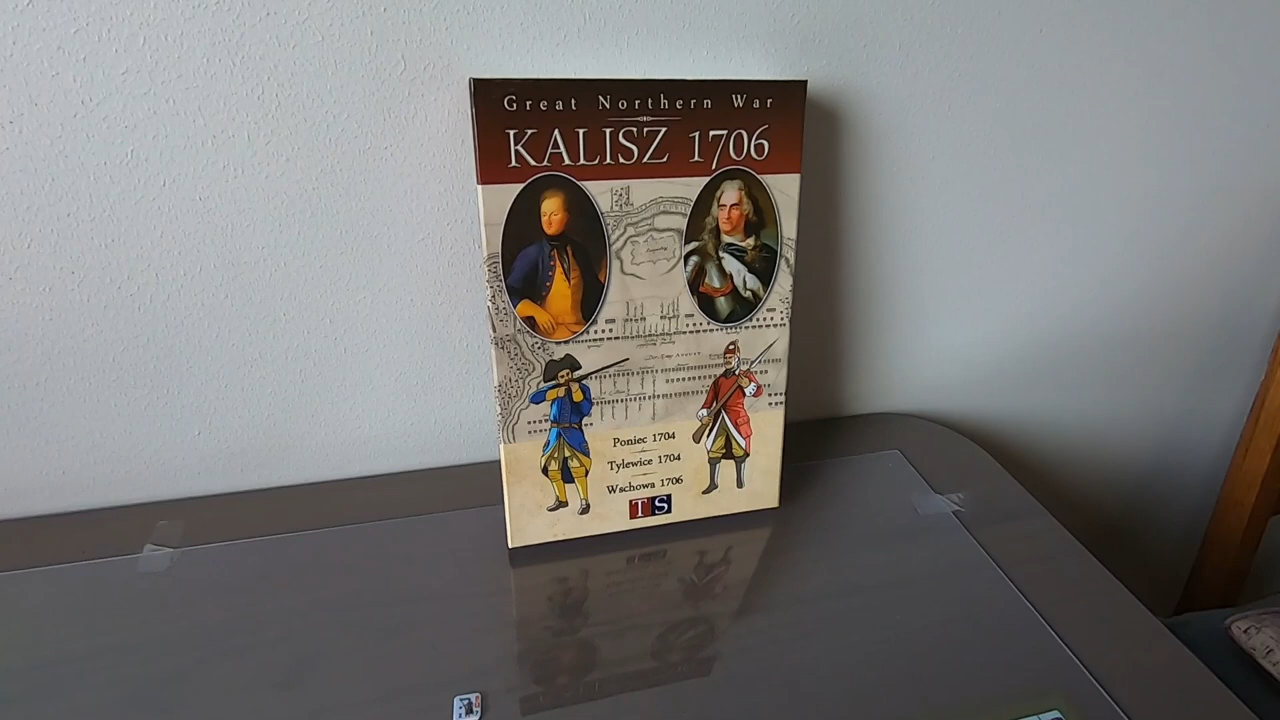 Great Northern War
KALISZ 1706
Poniec 1704
Tylewice 1704
Wschowa 1706
TS